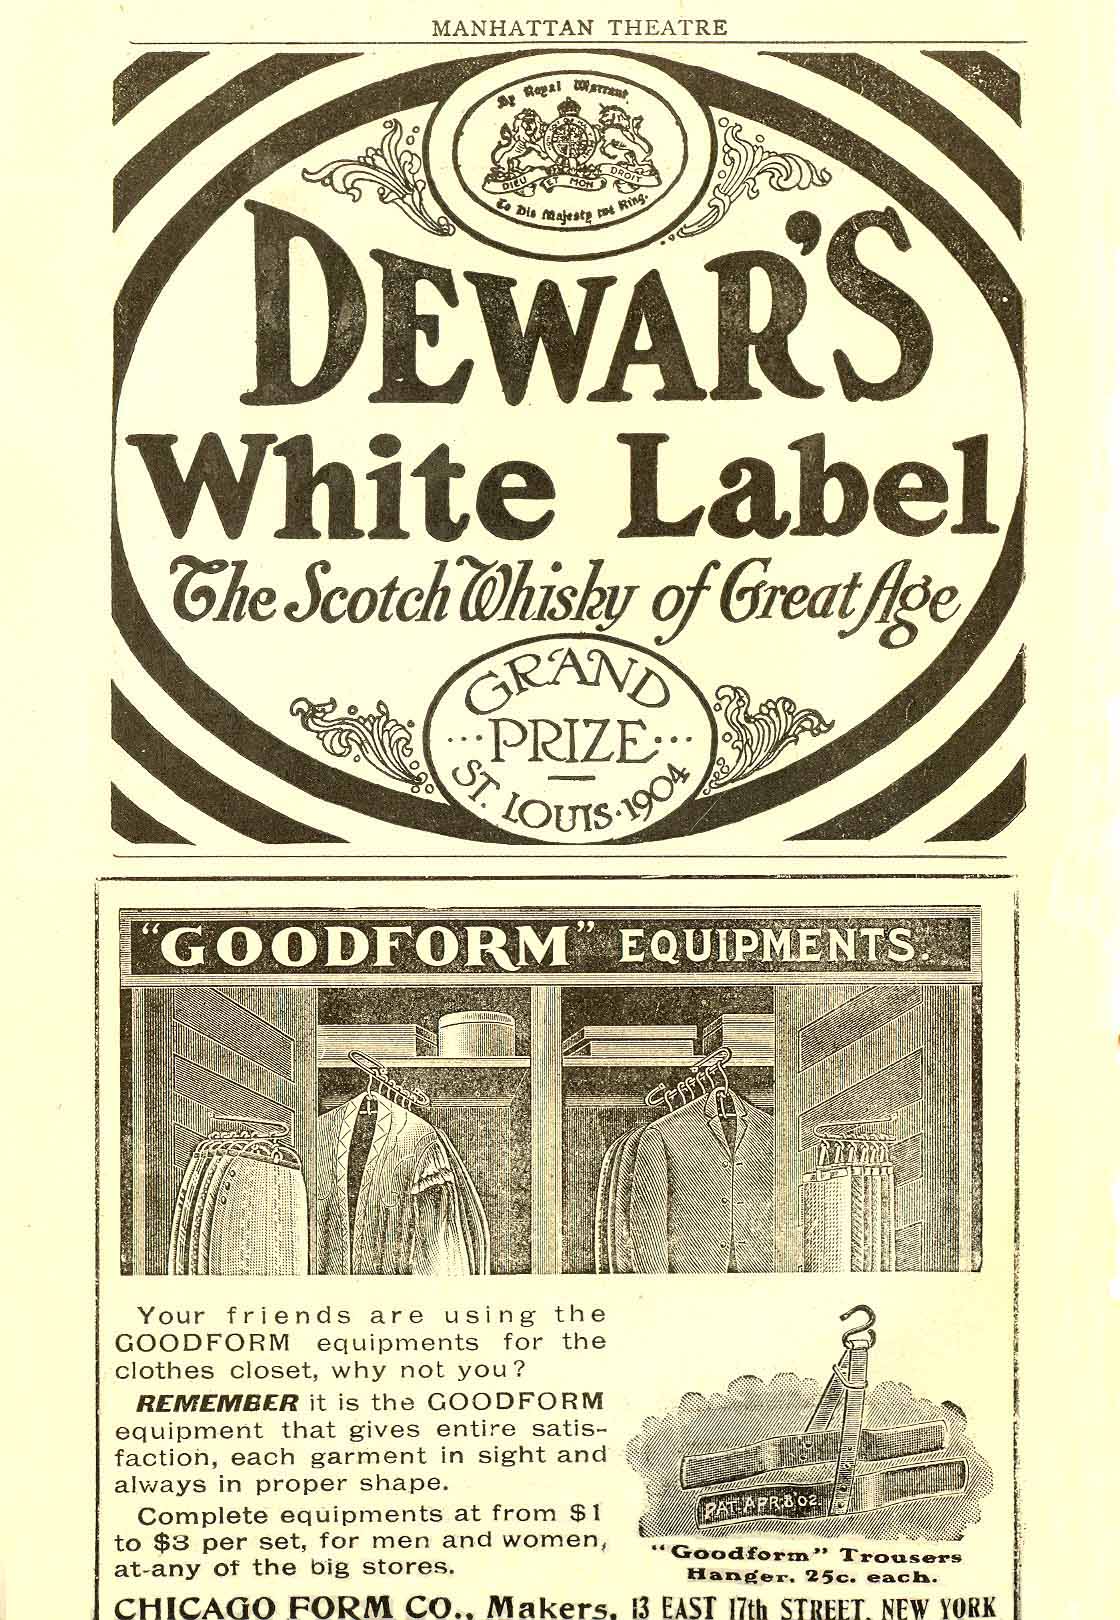 MANHATTAN THEATRE
By Royal Warrant
DIEU ET MON DROIT
To His Majesty the King.
DEWAR'S
White Label
The Scotch Whisky of Great Age
GRAND
···PRIZE···
ST. LOUIS·1904
"GOODFORM" EQUIPMENTS.
Your friends are using the
GOODFORM equipments for the
clothes closet, why not you?
REMEMBER it is the GOODFORM
equipment that gives entire satis-
faction, each garment in sight and
always in proper shape.
Complete equipments at from $1
to $3 per set, for men and women,
at-any of the big stores.
PAT. APR. 8 '02.
"Goodform" Trousers
Hanger. 25c. each.
CHICAGO FORM CO., Makers, 13 EAST 17th STREET, NEW YORK